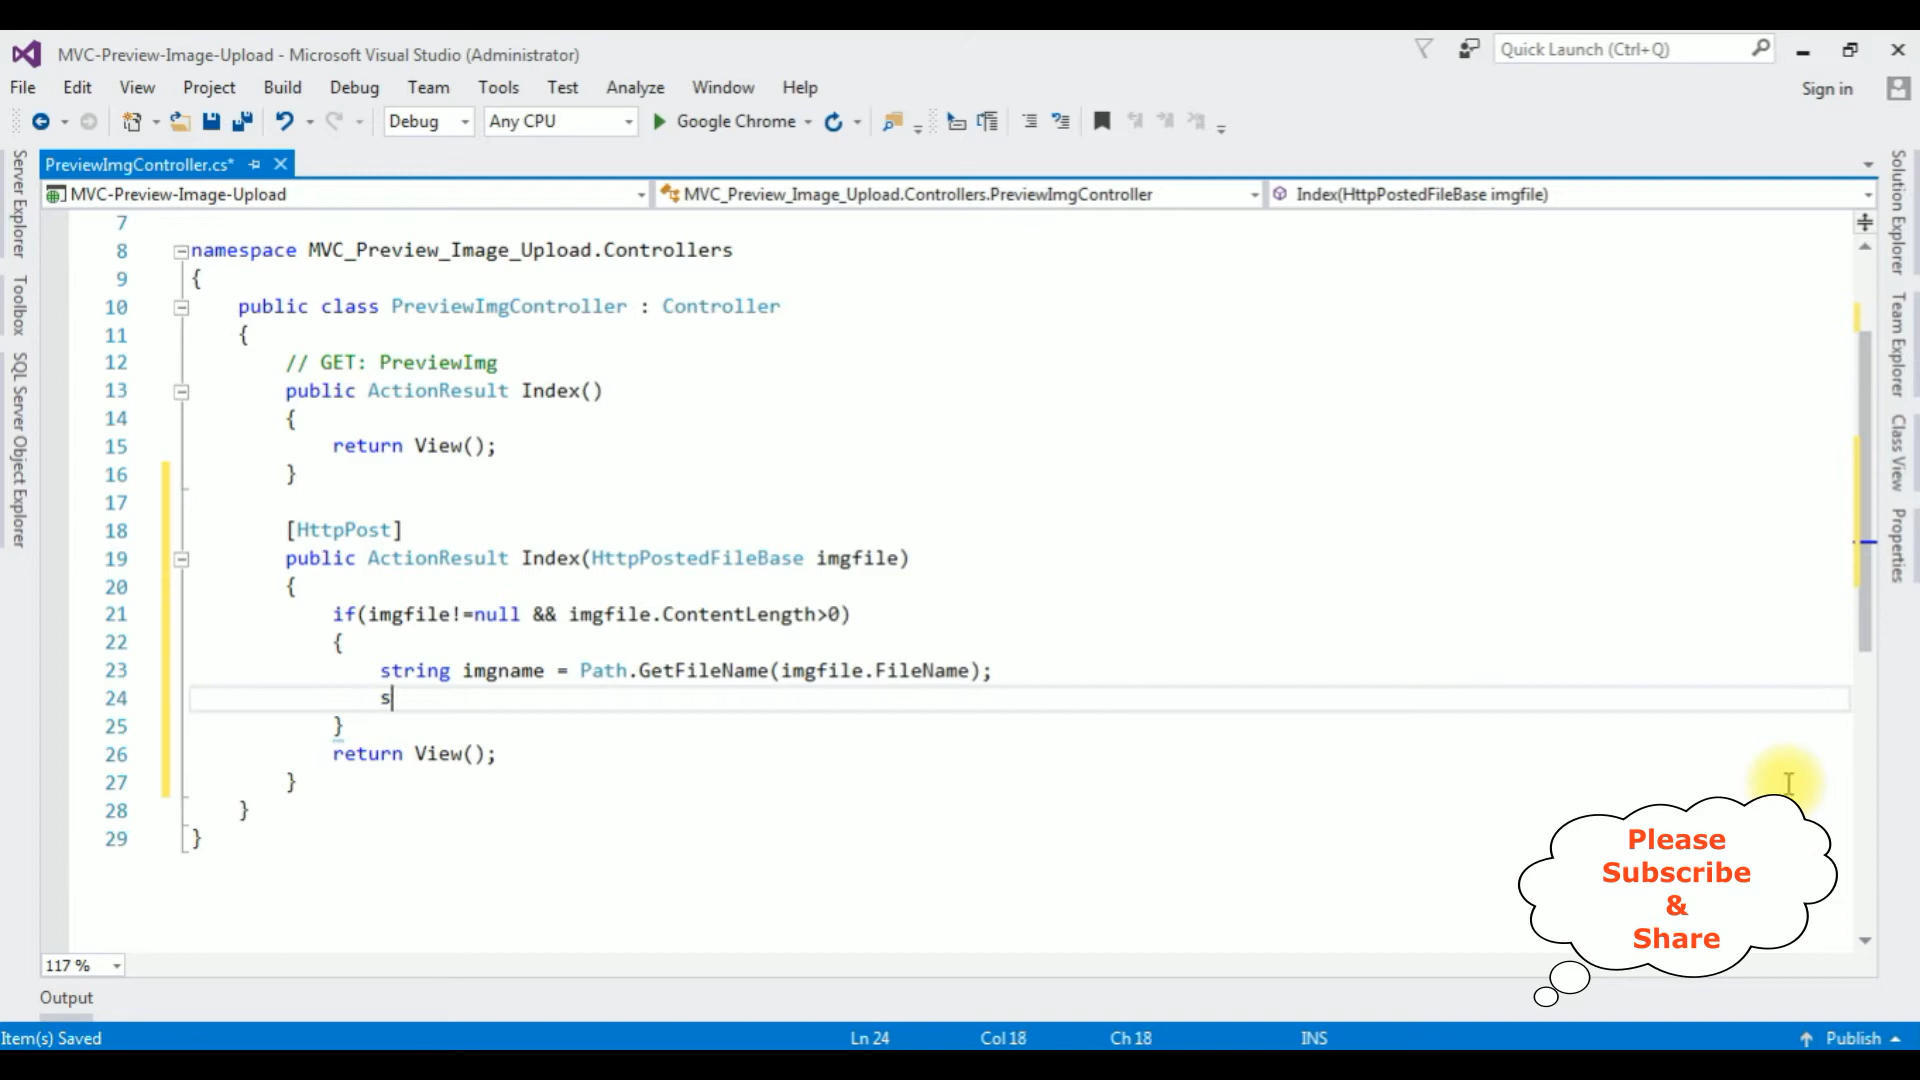 MVC-Preview-Image-Upload - Microsoft Visual Studio (Administrator)
Quick Launch (Ctrl+Q)
File Edit View Project Build Debug Team Tools Test Analyze Window Help
Sign in
Debug Any CPU Google Chrome
PreviewImgController.cs*
MVC-Preview-Image-Upload MVC_Preview_Image_Upload.Controllers.PreviewImgController Index(HttpPostedFileBase imgfile)
Server Explorer
Toolbox
SQL Server Object Explorer
7
8 namespace MVC_Preview_Image_Upload.Controllers
9 {
10 public class PreviewImgController : Controller
11 {
12 // GET: PreviewImg
13 public ActionResult Index()
14 {
15 return View();
16 }
17
18 [HttpPost]
19 public ActionResult Index(HttpPostedFileBase imgfile)
20 {
21 if(imgfile!=null && imgfile.ContentLength>0)
22 {
23 string imgname = Path.GetFileName(imgfile.FileName);
24 s
25 }
26 return View();
27 }
28 }
29 }
Solution Explorer
Team Explorer
Class View
Properties
Please
Subscribe
&
Share
117 %
Output
Item(s) Saved Ln 24 Col 18 Ch 18 INS Publish